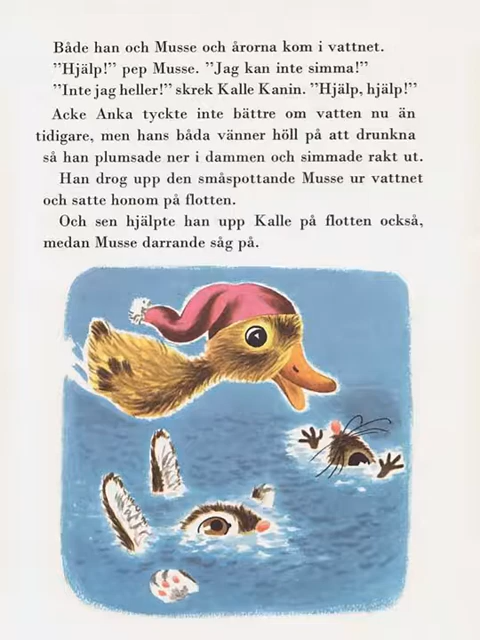 Både han och Musse och årorna kom i vattnet.
”Hjälp!” pep Musse. ”Jag kan inte simma!”
”Inte jag heller!” skrek Kalle Kanin. ”Hjälp, hjälp!”
Acke Anka tyckte inte bättre om vatten nu än
tidigare, men hans båda vänner höll på att drunkna
så han plumsade ner i dammen och simmade rakt ut.
Han drog upp den småspottande Musse ur vattnet
och satte honom på flotten.
Och sen hjälpte han upp Kalle på flotten också,
medan Musse darrande såg på.